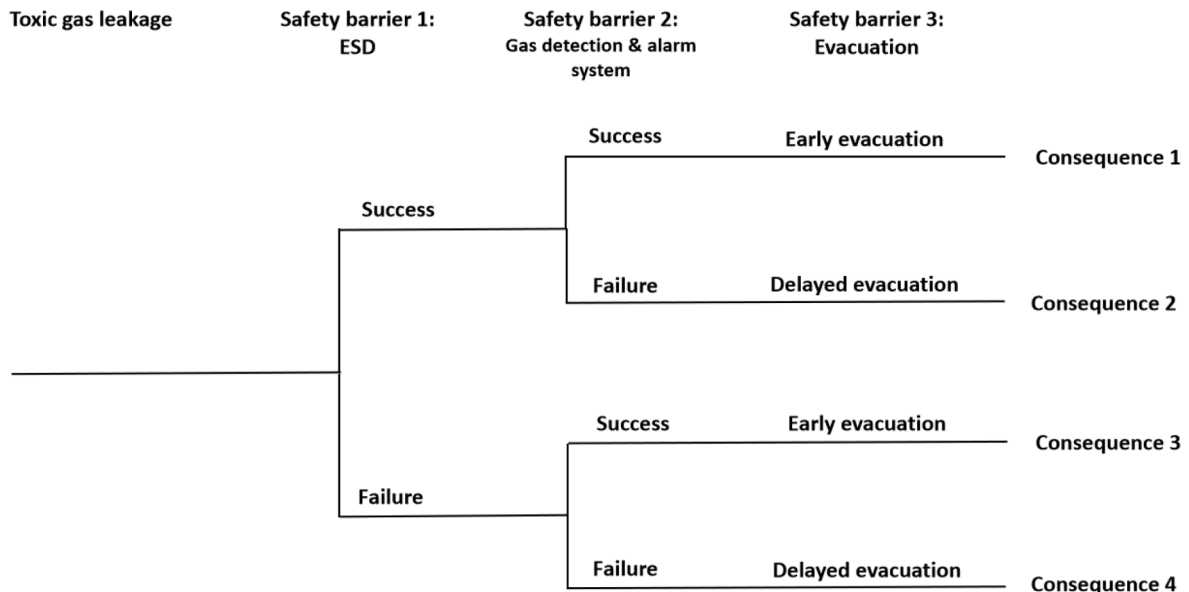 Toxic gas leakage
Safety barrier 1:
ESD
Safety barrier 2:
Gas detection & alarm
system
Safety barrier 3:
Evacuation
Success
Early evacuation
Consequence 1
Success
Failure
Delayed evacuation
Consequence 2
Success
Early evacuation
Consequence 3
Failure
Failure
Delayed evacuation
Consequence 4